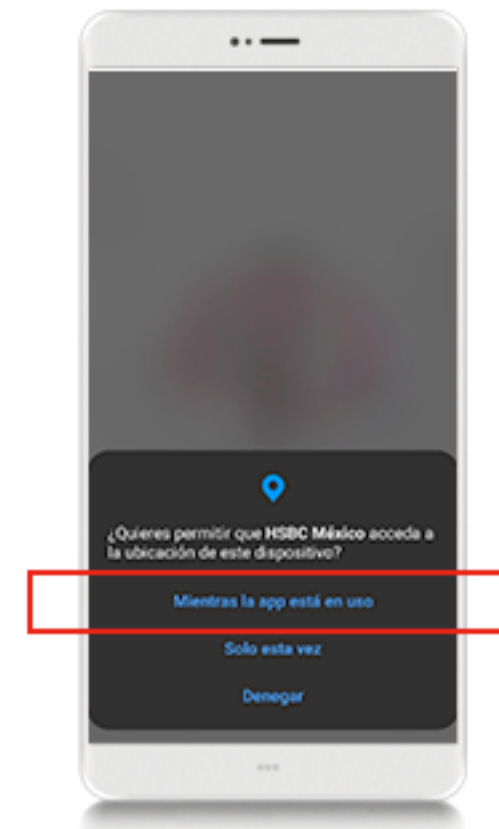 ¿Quieres permitir que HSBC México acceda a
la ubicación de este dispositivo?
Mientras la app está en uso
Solo esta vez
Denegar